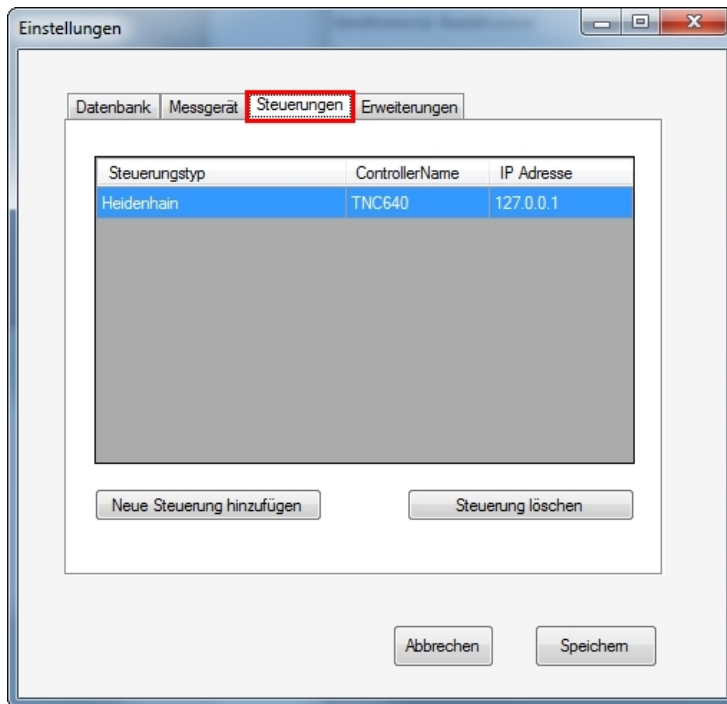 Einstellungen
Datenbank Messgerät Steuerungen Erweiterungen
Steuerungstyp ControllerName IP Adresse
Heidenhain TNC640 127.0.0.1
Neue Steuerung hinzufügen Steuerung löschen
Abbrechen Speichern